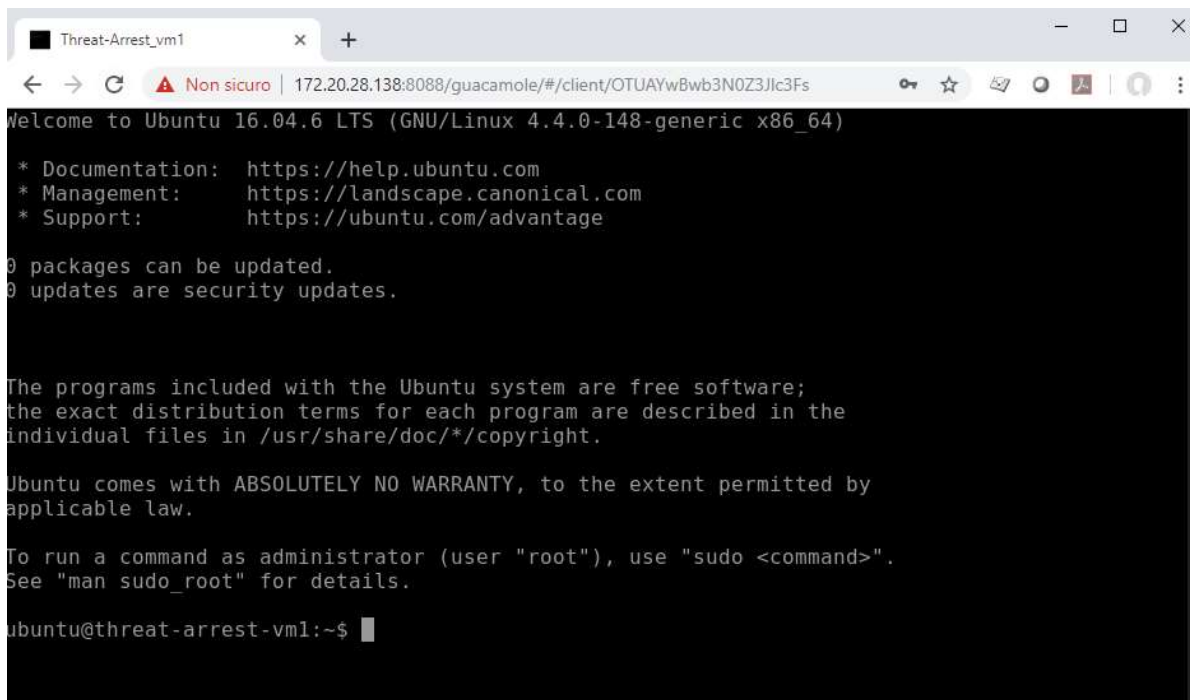 Threat-Arrest_vm1
Non sicuro | 172.20.28.138:8088/guacamole/#/client/OTUAYwBwb3N0Z3JIc3Fs
Welcome to Ubuntu 16.04.6 LTS (GNU/Linux 4.4.0-148-generic x86_64)
* Documentation:  https://help.ubuntu.com
* Management:     https://landscape.canonical.com
* Support:        https://ubuntu.com/advantage
0 packages can be updated.
0 updates are security updates.
The programs included with the Ubuntu system are free software;
the exact distribution terms for each program are described in the
individual files in /usr/share/doc/*/copyright.
Ubuntu comes with ABSOLUTELY NO WARRANTY, to the extent permitted by
applicable law.
To run a command as administrator (user "root"), use "sudo <command>".
See "man sudo_root" for details.
ubuntu@threat-arrest-vm1:~$